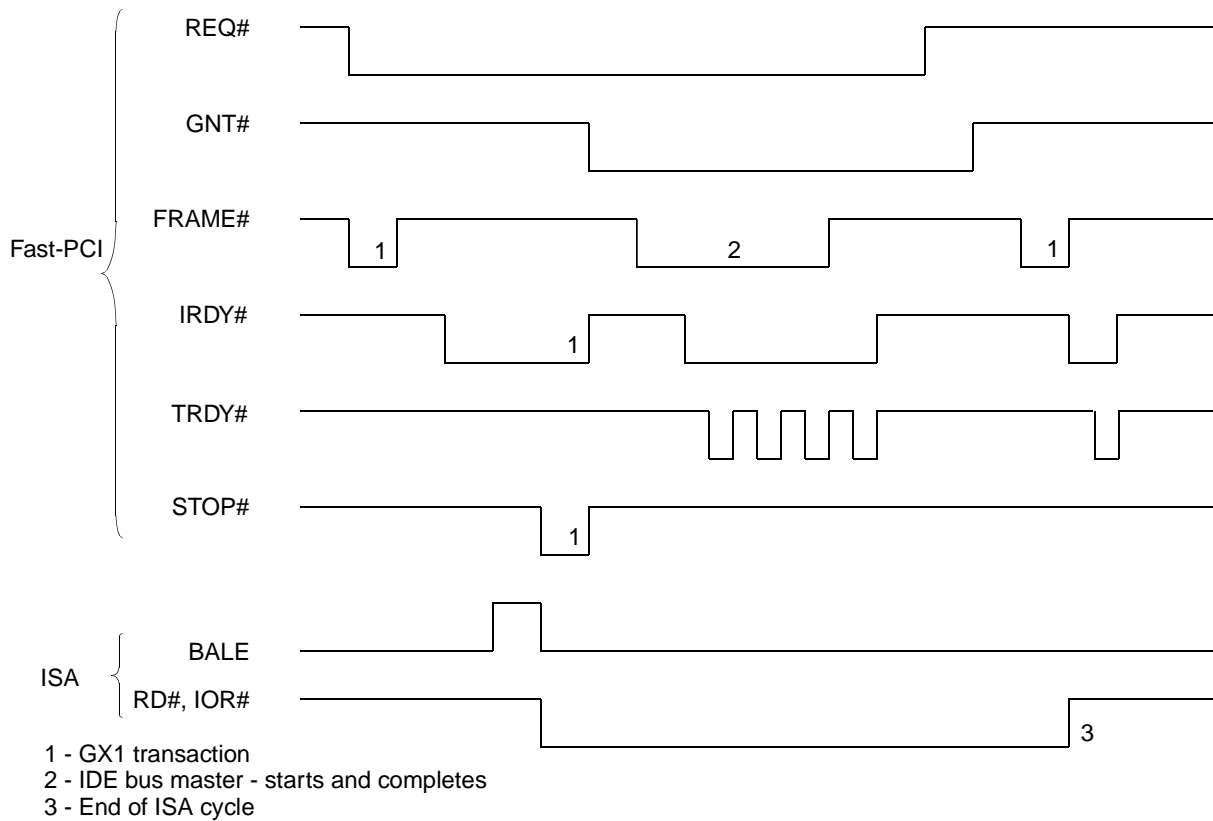 REQ#
GNT#
FRAME#
1
2
1
Fast-PCI
IRDY#
1
TRDY#
STOP#
1
BALE
ISA
RD#, IOR#
3
1 - GX1 transaction
2 - IDE bus master - starts and completes
3 - End of ISA cycle